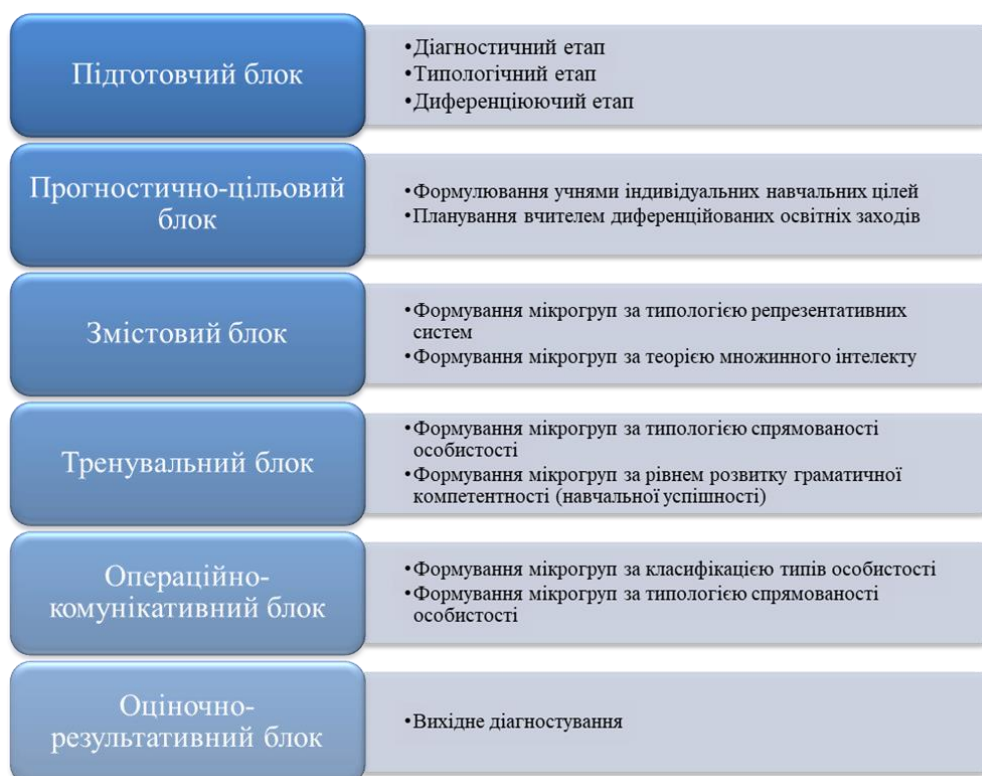 Підготовчий блок
•Діагностичний етап
•Типологічний етап
•Диференціюючий етап
Прогностично-цільовий
блок
•Формулювання учнями індивідуальних навчальних цілей
•Планування вчителем диференційованих освітніх заходів
Змістовий блок
•Формування мікрогруп за типологією репрезентативних
систем
•Формування мікрогруп за теорією множинного інтелекту
Тренувальний блок
•Формування мікрогруп за типологією спрямованості
особистості
•Формування мікрогруп за рівнем розвитку граматичної
компетентності (навчальної успішності)
Операційно-
комунікативний блок
•Формування мікрогруп за класифікацією типів особистості
•Формування мікрогруп за типологією спрямованості
особистості
Оціночно-
результативний блок
•Вихідне діагностування